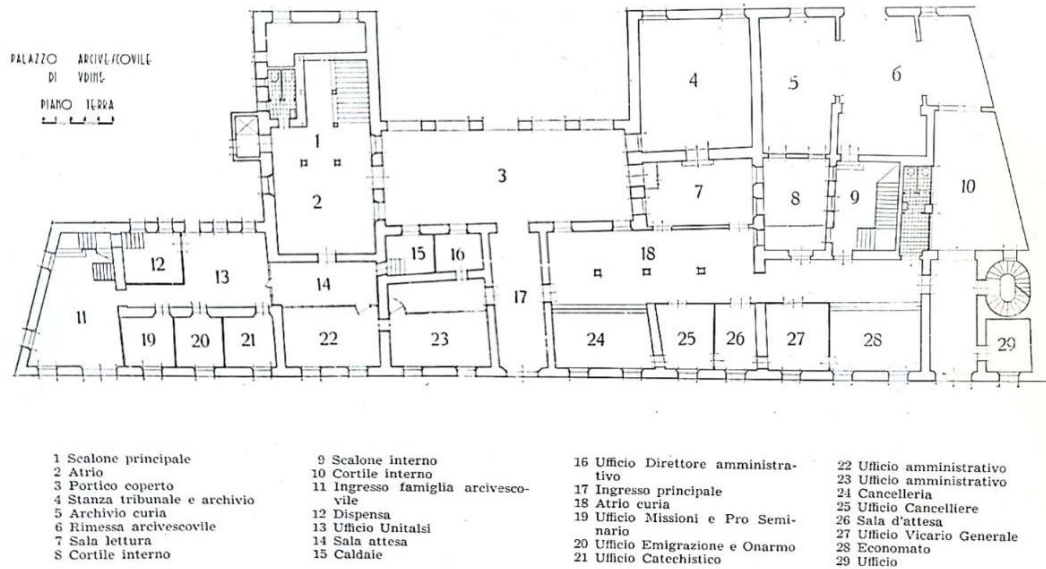 PALAZZO ARCIVESCOVILE
DI UDINE
PIANO TERRA
1
2
3
4
5
6
7
8
9
10
11
12
13
14
15
16
17
18
19
20
21
22
23
24
25
26
27
28
29
1 Scalone principale
2 Atrio
3 Portico coperto
4 Stanza tribunale e archivio
5 Archivio curia
6 Rimessa arcivescovile
7 Sala lettura
8 Cortile interno
9 Scalone interno
10 Cortile interno
11 Ingresso famiglia arcivesco-
vile
12 Dispensa
13 Ufficio Unitalsi
14 Sala attesa
15 Caldaie
16 Ufficio Direttore amministra-
tivo
17 Ingresso principale
18 Atrio curia
19 Ufficio Missioni e Pro Semi-
nario
20 Ufficio Emigrazione e Onarmo
21 Ufficio Catechistico
22 Ufficio amministrativo
23 Ufficio amministrativo
24 Cancelleria
25 Ufficio Cancelliere
26 Sala d'attesa
27 Ufficio Vicario Generale
28 Economato
29 Ufficio